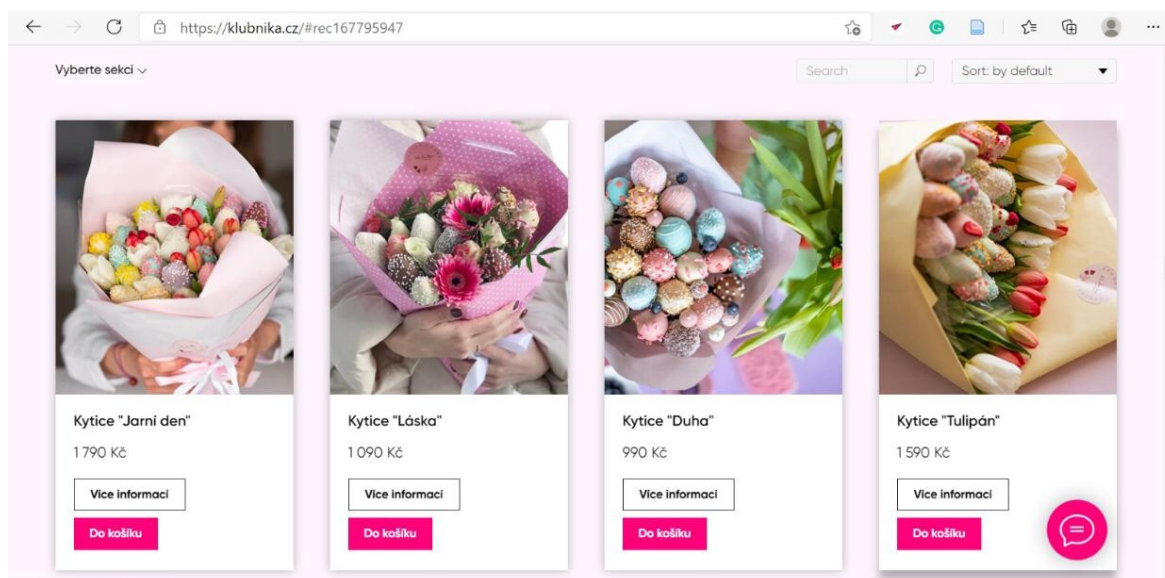 https://klubnika.cz/#rec167795947
Vyberte sekci
Search
Sort: by default
Kytice "Jarní den"
1 790 Kč
Více informací
Do košíku
Kytice "Láska"
1 090 Kč
Více informací
Do košíku
Kytice "Duha"
990 Kč
Více informací
Do košíku
Kytice "Tulipán"
1 590 Kč
Více informací
Do košíku